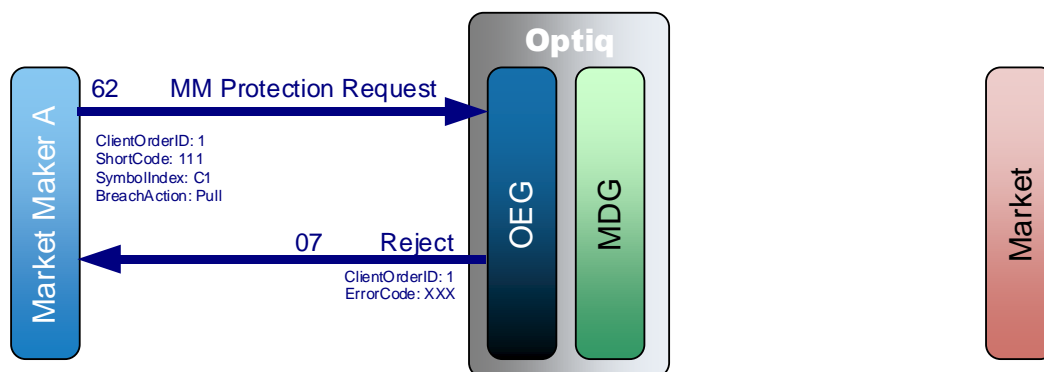 Optiq
Market Maker A
62 MM Protection Request
ClientOrderID: 1
ShortCode: 111
SymbolIndex: C1
BreachAction: Pull
07 Reject
ClientOrderID: 1
ErrorCode: XXX
OEG
MDG
Market